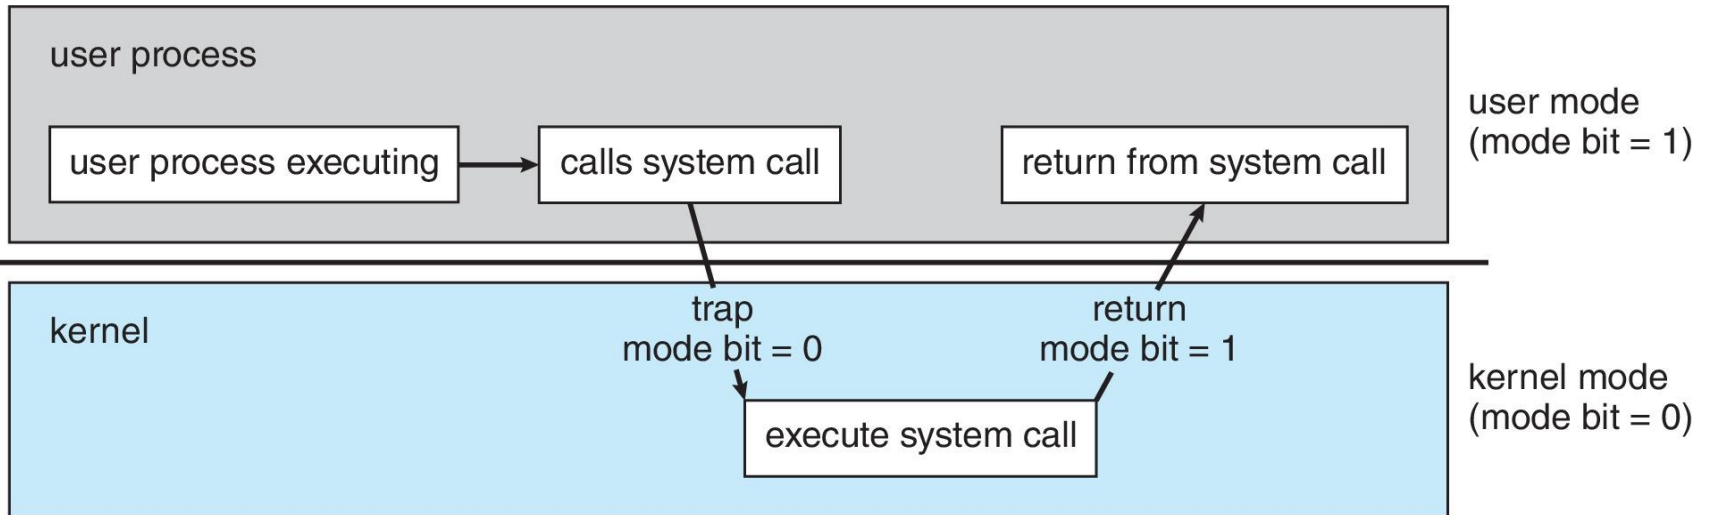 user process
user process executing
calls system call
return from system call
user mode
(mode bit = 1)
kernel
trap
mode bit = 0
return
mode bit = 1
execute system call
kernel mode
(mode bit = 0)